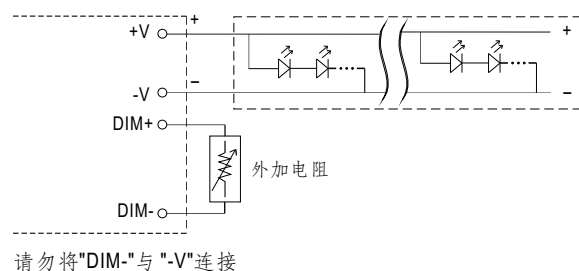 +V
+
+
-V
−
−
DIM+
外加电阻
DIM-
请勿将"DIM-"与 "-V"连接